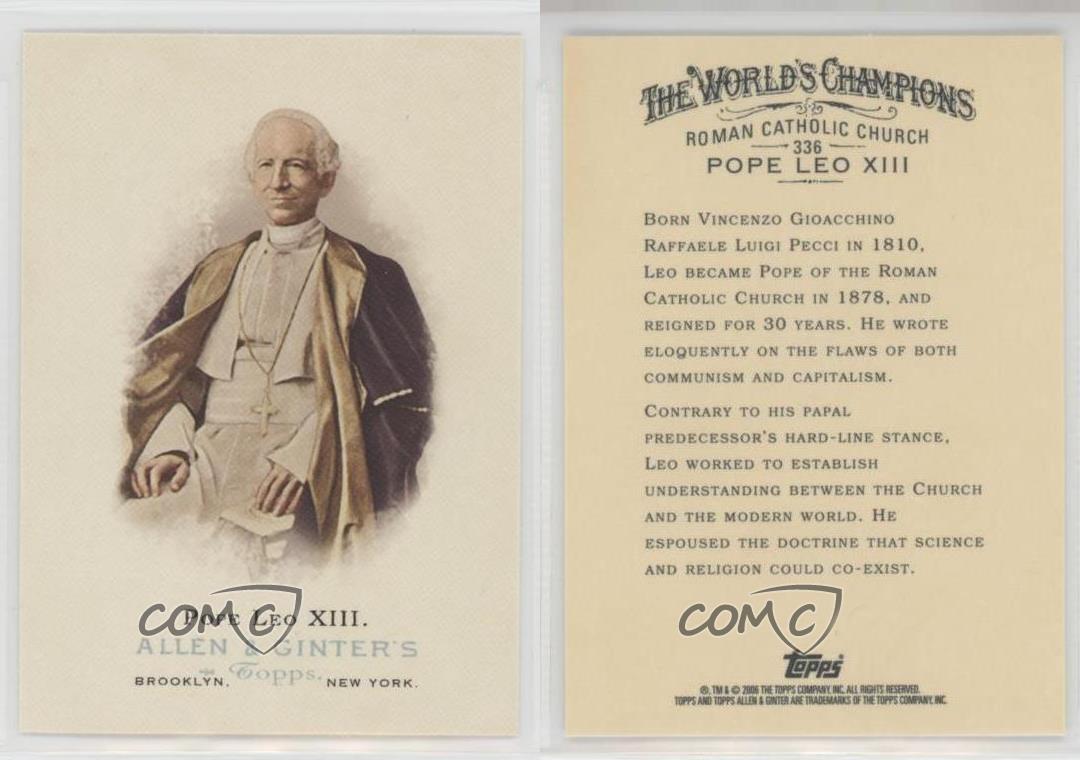 POPE LEO XIII.
COMC
ALLEN & GINTER'S
Topps.
BROOKLYN, NEW YORK.
THE WORLD'S CHAMPIONS
ROMAN CATHOLIC CHURCH
336
POPE LEO XIII
BORN VINCENZO GIOACCHINO
RAFFAELE LUIGI PECCI IN 1810,
LEO BECAME POPE OF THE ROMAN
CATHOLIC CHURCH IN 1878, AND
REIGNED FOR 30 YEARS. HE WROTE
ELOQUENTLY ON THE FLAWS OF BOTH
COMMUNISM AND CAPITALISM.
CONTRARY TO HIS PAPAL
PREDECESSOR'S HARD-LINE STANCE,
LEO WORKED TO ESTABLISH
UNDERSTANDING BETWEEN THE CHURCH
AND THE MODERN WORLD. HE
ESPOUSED THE DOCTRINE THAT SCIENCE
AND RELIGION COULD CO-EXIST.
COMC
Topps
®, TM & © 2006 THE TOPPS COMPANY, INC. ALL RIGHTS RESERVED.
TOPPS AND TOPPS ALLEN & GINTER ARE TRADEMARKS OF THE TOPPS COMPANY, INC.